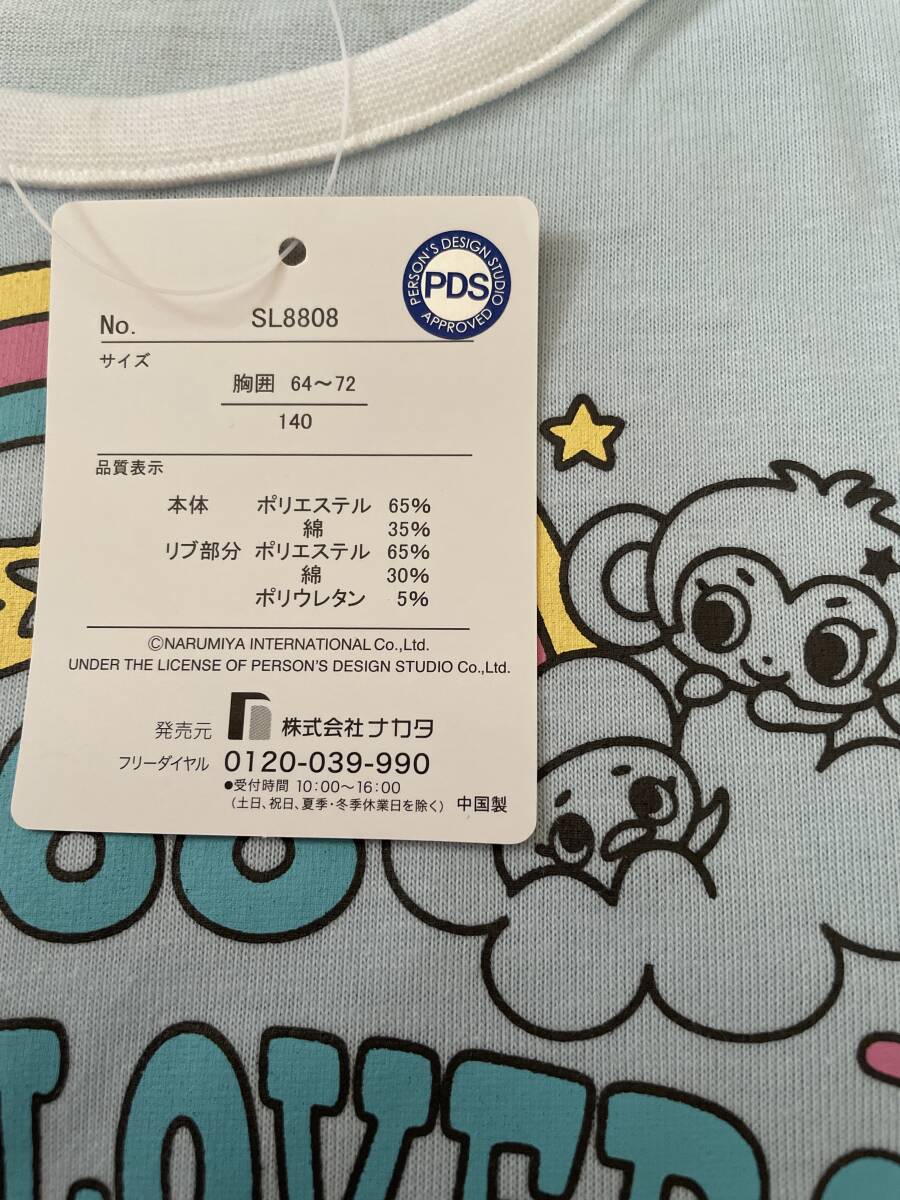 PERSON'S DESIGN STUDIO
PDS
APPROVED
No. SL8808
サイズ
胸囲 64～72
140
品質表示
本体 ポリエステル 65%
綿 35%
リブ部分 ポリエステル 65%
綿 30%
ポリウレタン 5%
©NARUMIYA INTERNATIONAL Co.,Ltd.
UNDER THE LICENSE OF PERSON'S DESIGN STUDIO Co.,Ltd.
発売元 株式会社ナカタ
フリーダイヤル 0120-039-990
●受付時間 10:00～16:00
(土日、祝日、夏季・冬季休業日を除く) 中国製
LOVER